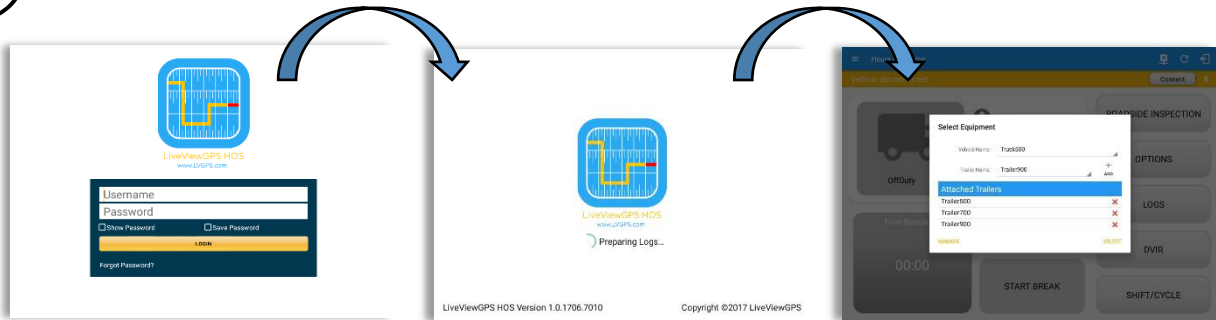 LiveViewGPS HOS
www.LVGPS.com
Username
Password
Show Password
Save Password
LOGIN
Forgot Password?
LiveViewGPS HOS
www.LVGPS.com
Preparing Logs...
LiveViewGPS HOS Version 1.0.1706.7010
Copyright ©2017 LiveViewGPS
Connect X
ROADSIDE INSPECTION
Select Equipment
Vehicle Name: Truck500
Trailer Name: Trailer900
ADD
Attached Trailers
Trailer500
Trailer700
Trailer900
MANAGE
SELECT
OffDuty
00:00
START BREAK
OPTIONS
LOGS
DVIR
SHIFT/CYCLE